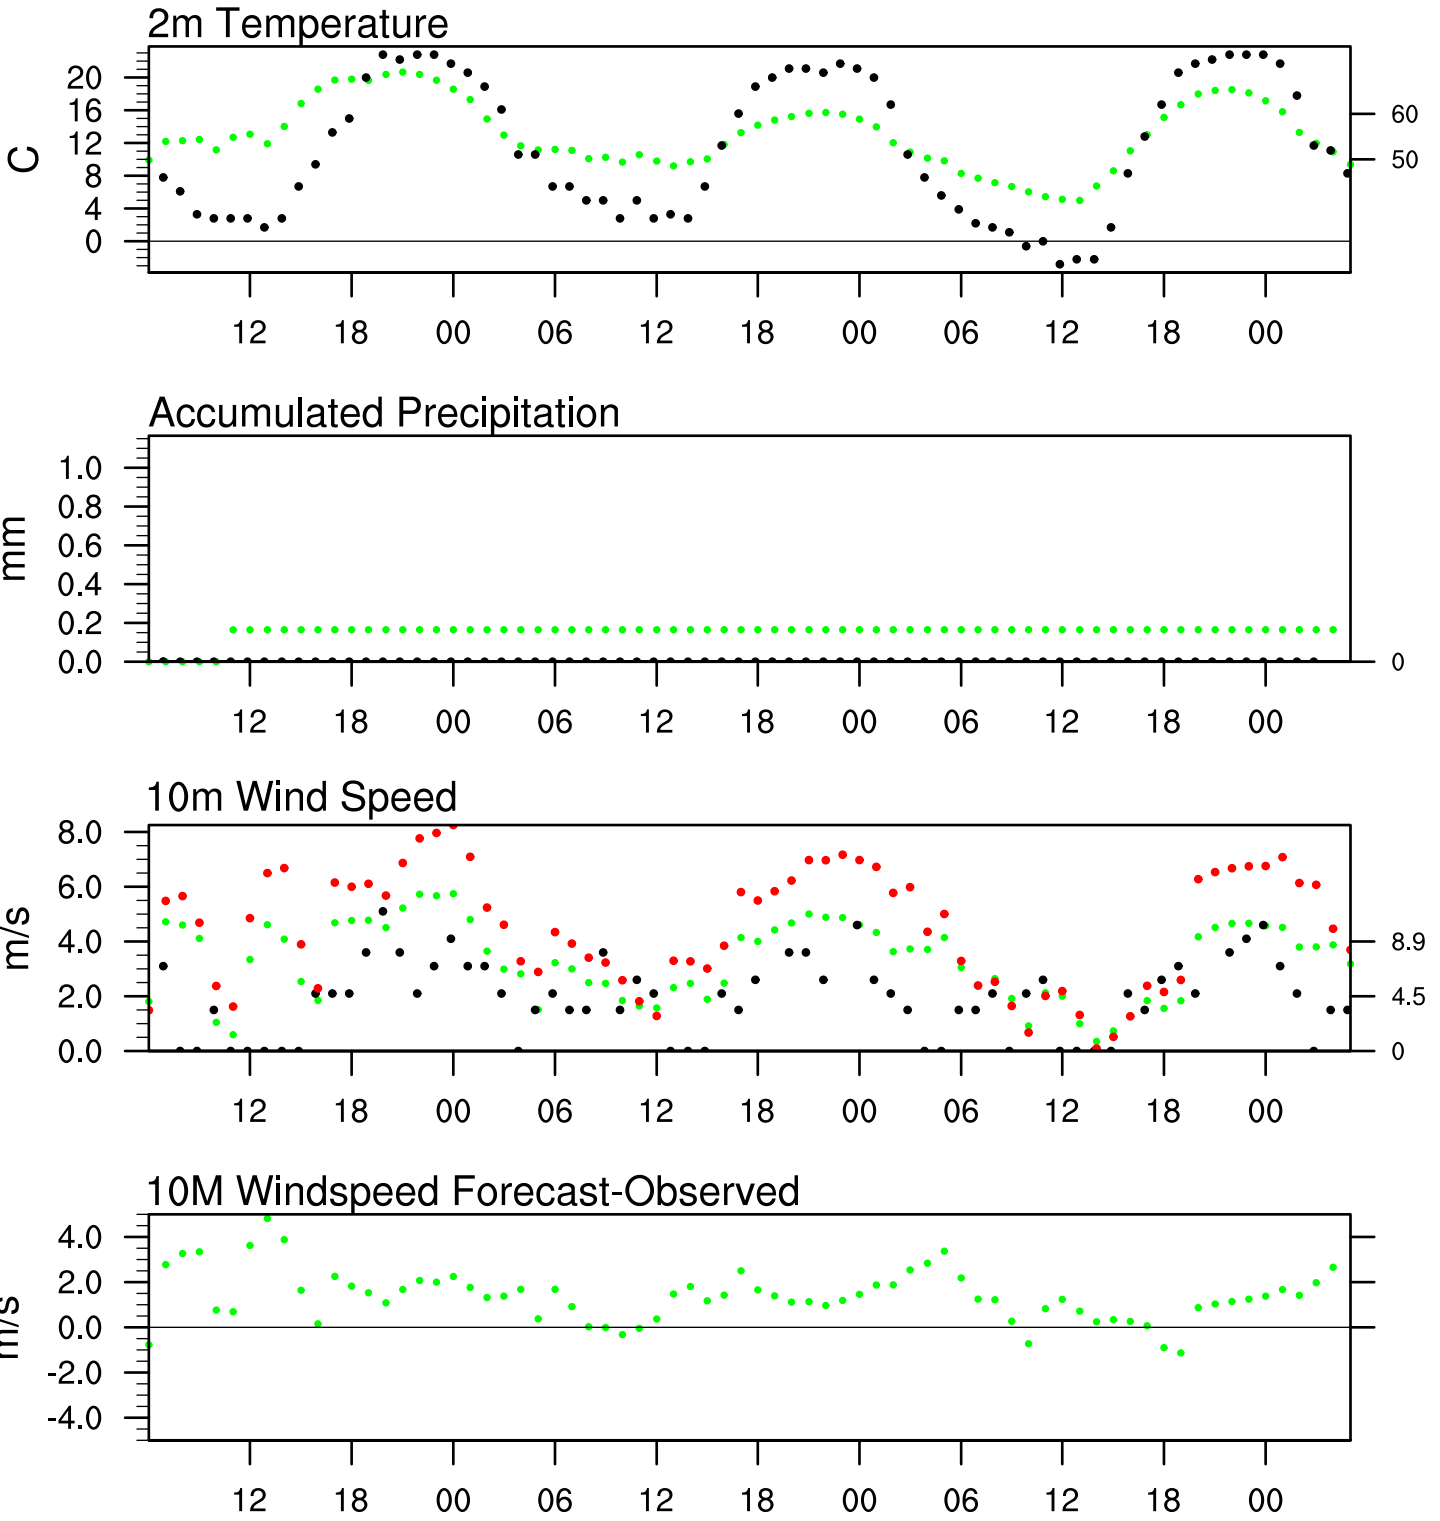 2m Temperature
20
16
12
8
4
0
C
60
50
12 18 00 06 12 18 00 06 12 18 00
Accumulated Precipitation
1.0
0.8
0.6
0.4
0.2
0.0
mm
0
12 18 00 06 12 18 00 06 12 18 00
10m Wind Speed
8.0
6.0
4.0
2.0
0.0
m/s
8.9
4.5
0
12 18 00 06 12 18 00 06 12 18 00
10M Windspeed Forecast-Observed
4.0
2.0
0.0
-2.0
-4.0
m/s
12 18 00 06 12 18 00 06 12 18 00